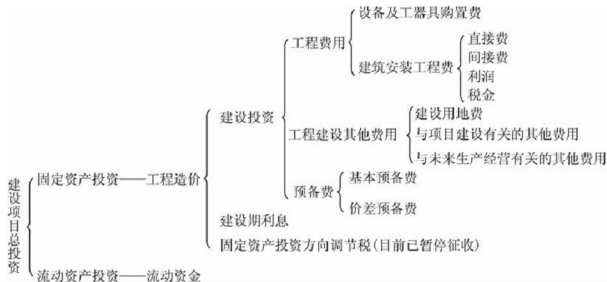 建设项目总投资
固定资产投资——工程造价
流动资产投资——流动资金
建设投资
建设期利息
固定资产投资方向调节税(目前已暂停征收)
工程费用
工程建设其他费用
预备费
设备及工器具购置费
建筑安装工程费
直接费
间接费
利润
税金
建设用地费
与项目建设有关的其他费用
与未来生产经营有关的其他费用
基本预备费
价差预备费